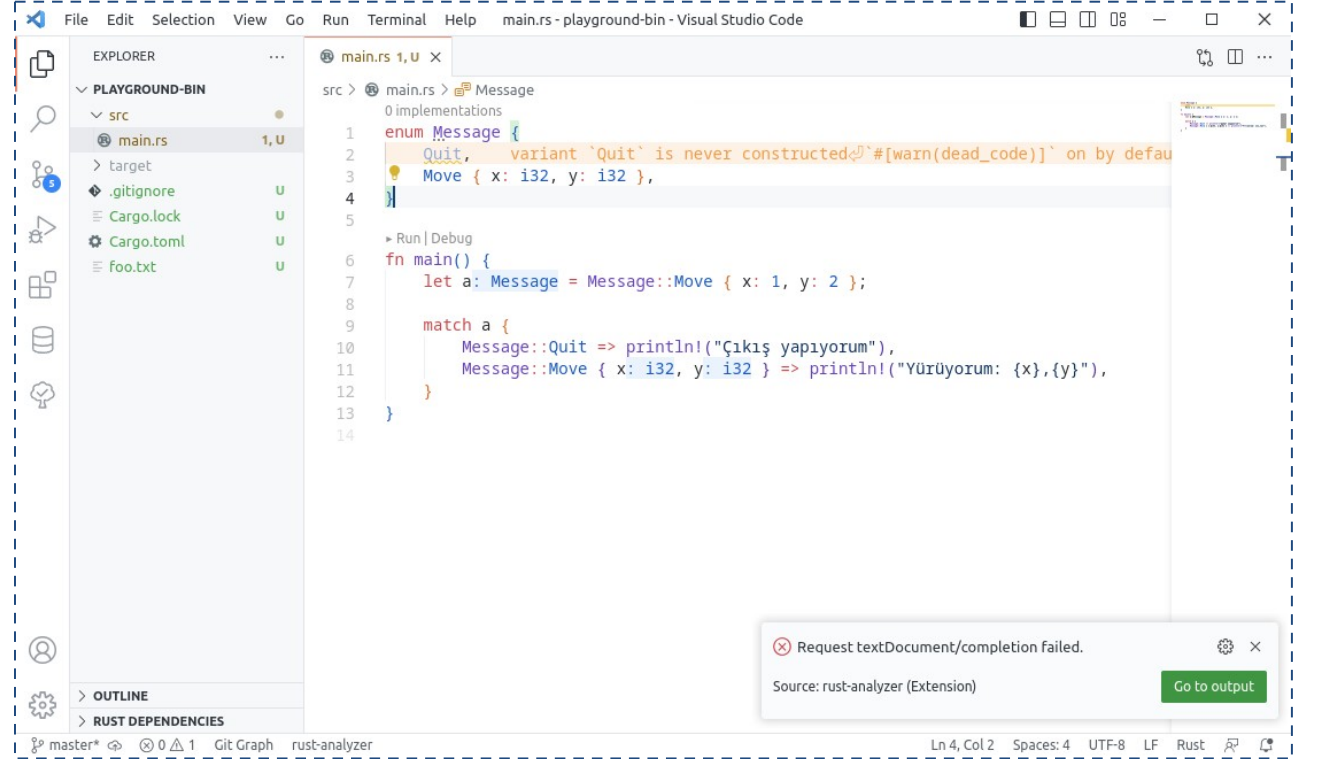 File Edit Selection View Go Run Terminal Help main.rs - playground-bin - Visual Studio Code
EXPLORER
PLAYGROUND-BIN
src
main.rs 1, U
target
.gitignore U
Cargo.lock U
Cargo.toml U
foo.txt U
OUTLINE
RUST DEPENDENCIES
5
main.rs 1, U
src > main.rs > Message
0 implementations
1 enum Message {
2 Quit, variant `Quit` is never constructed⏎`#[warn(dead_code)]` on by defau
3 Move { x: i32, y: i32 },
4 }
5
▸ Run | Debug
6 fn main() {
7 let a: Message = Message::Move { x: 1, y: 2 };
8
9 match a {
10 Message::Quit => println!("Çıkış yapıyorum"),
11 Message::Move { x: i32, y: i32 } => println!("Yürüyorum: {x},{y}"),
12 }
13 }
14
Request textDocument/completion failed.
Source: rust-analyzer (Extension)
Go to output
master* 0 1 Git Graph rust-analyzer Ln 4, Col 2 Spaces: 4 UTF-8 LF Rust